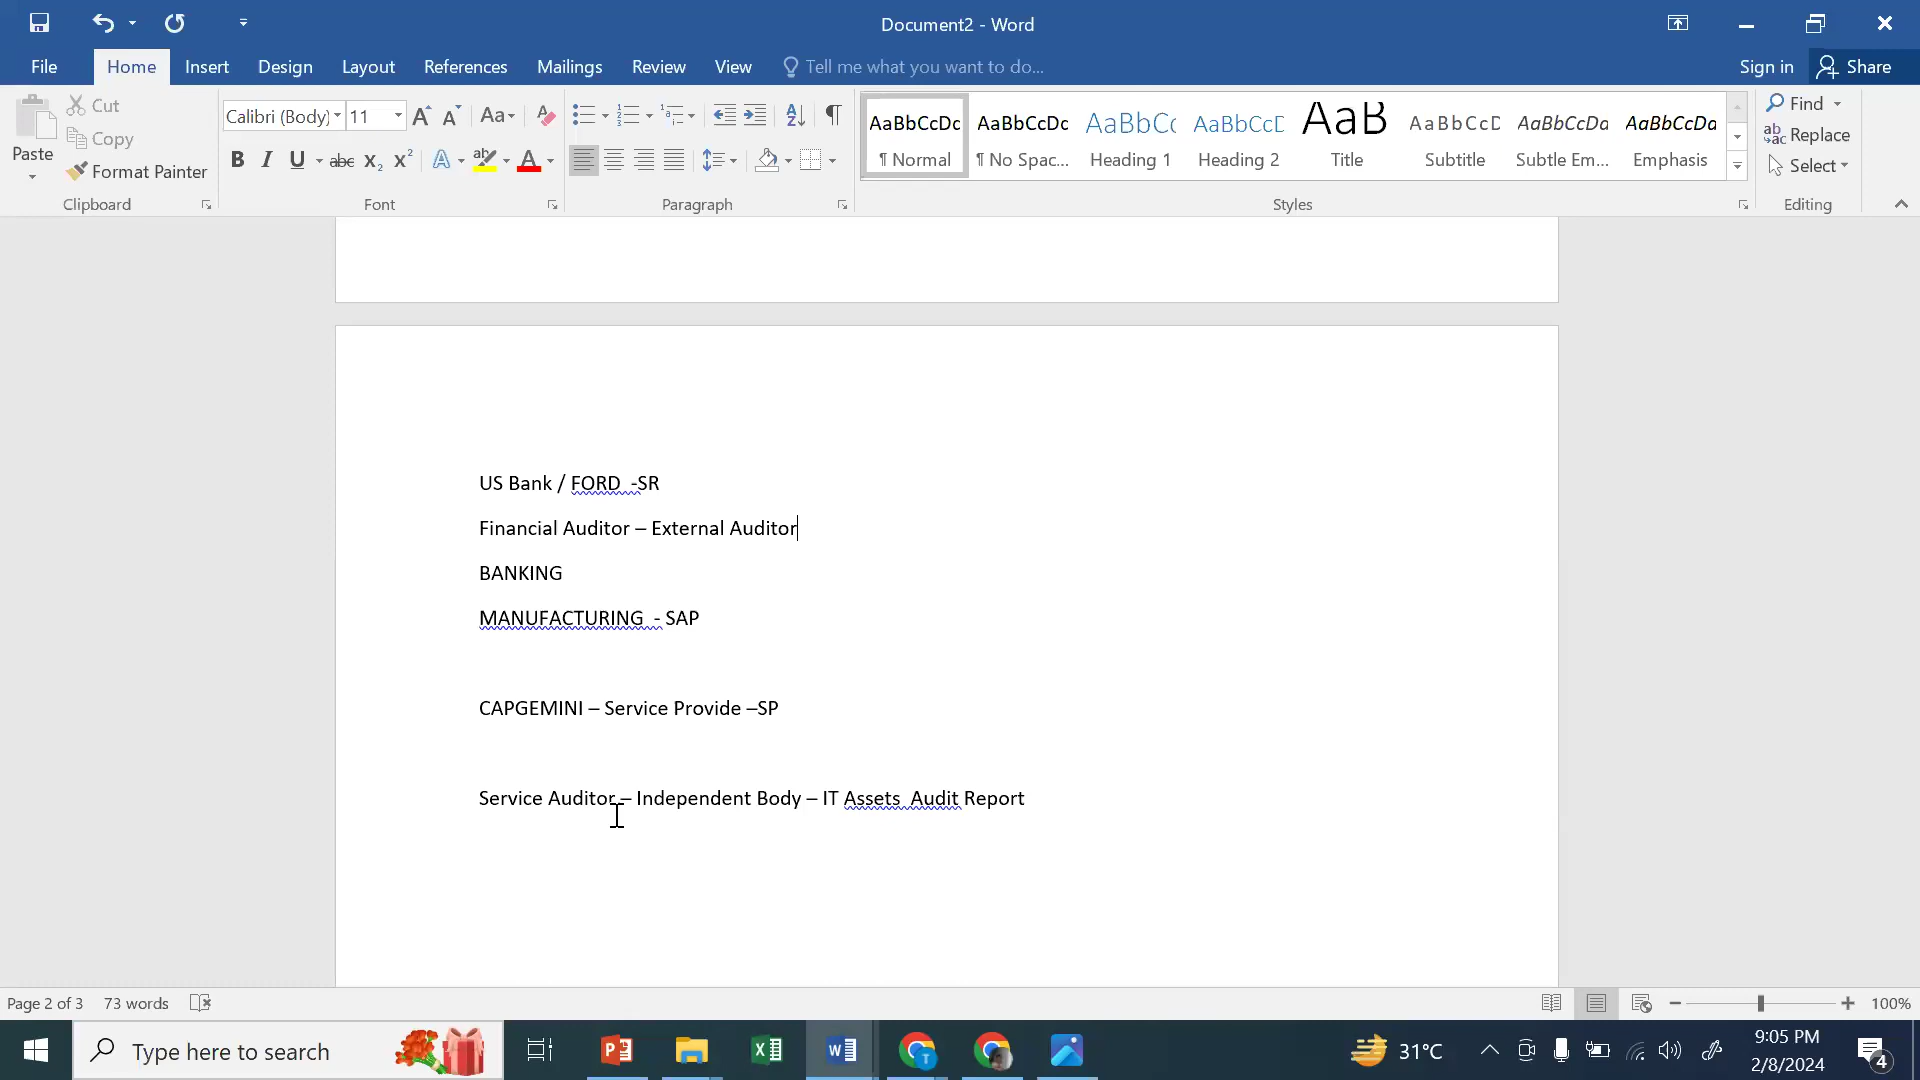 Document2 - Word
File Home Insert Design Layout References Mailings Review View Tell me what you want to do... Sign in Share
Paste Cut Copy Format Painter
Calibri (Body) 11
AaBbCcDc AaBbCcDc AaBbCc AaBbCcD AaB AaBbCcD AaBbCcDa AaBbCcDa
¶ Normal ¶ No Spac... Heading 1 Heading 2 Title Subtitle Subtle Em... Emphasis
Find Replace Select
Clipboard Font Paragraph Styles Editing
US Bank / FORD  -SR
Financial Auditor – External Auditor
BANKING
MANUFACTURING  - SAP
CAPGEMINI – Service Provide –SP
Service Auditor – Independent Body – IT Assets  Audit Report
Page 2 of 3 73 words 100%
Type here to search
31°C
9:05 PM
2/8/2024
4